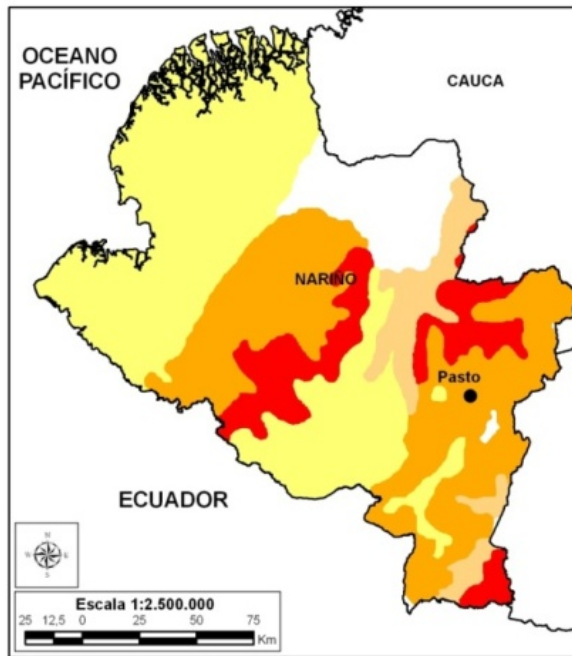 OCEANO
PACÍFICO
CAUCA
NARIÑO
Pasto
ECUADOR
N
W E
S
Escala 1:2.500.000
25 12,5 0 25 50 75
Km